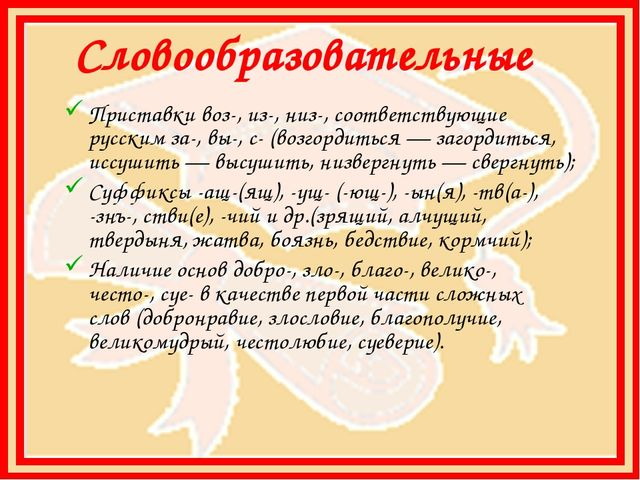 Словообразовательные
Приставки воз-, из-, низ-, соответствующие
русским за-, вы-, с- (возгордиться — загордиться,
иссушить — высушить, низвергнуть — свергнуть);
Суффиксы -ащ-(ящ), -ущ- (-ющ-), -ын(я), -тв(а-),
-знъ-, стви(е), -чий и др.(зрящий, алчущий,
твердыня, жатва, боязнь, бедствие, кормчий);
Наличие основ добро-, зло-, благо-, велико-,
често-, суе- в качестве первой части сложных
слов (добронравие, злословие, благополучие,
великомудрый, честолюбие, суеверие).